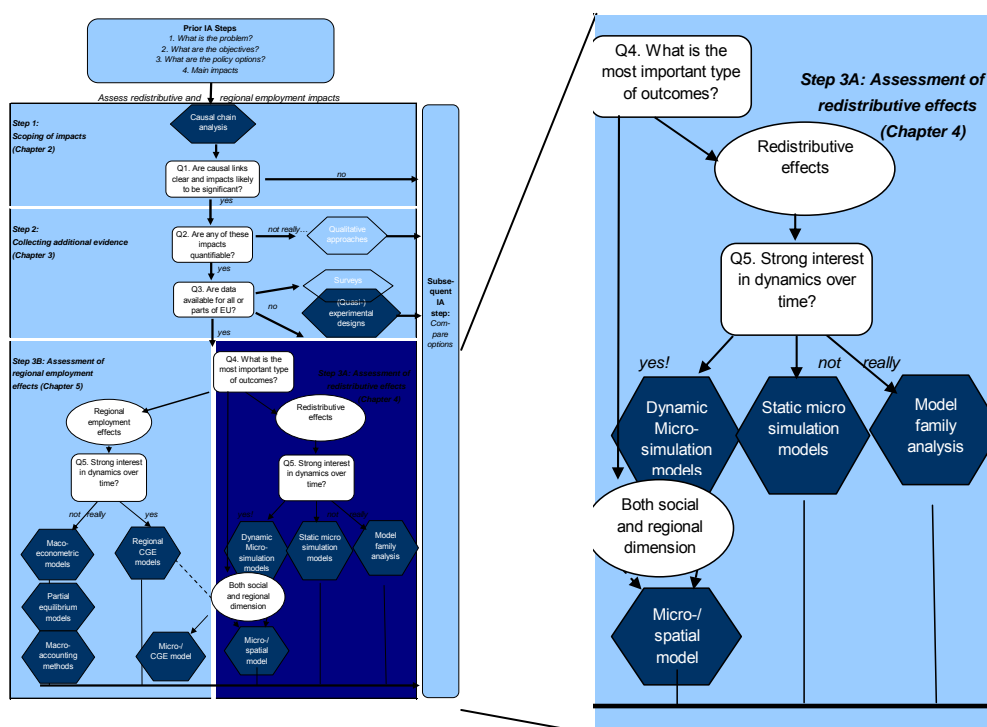 Prior IA Steps
1. What is the problem?
2. What are the objectives?
3. What are the policy options?
4. Main impacts
Assess redistributive and regional employment impacts
Step 1:
Scoping of impacts
(Chapter 2)
Causal chain
analysis
Q1. Are causal links
clear and impacts likely
to be significant?
no
yes
Step 2:
Collecting additional evidence
(Chapter 3)
Q2. Are any of these
impacts
quantifiable?
not really...
Qualitative
approaches
yes
Q3. Are data
available for all or
parts of EU?
Surveys
(Quasi-)
experimental
designs
no
yes
Subse-
quent
IA
step:
Com-
pare
options
Step 3B: Assessment of
regional employment
effects (Chapter 5)
Q4. What is the
most important type
of outcomes?
Step 3A: Assessment of
redistributive effects
(Chapter 4)
Regional
employment
effects
Redistributive
effects
Q5. Strong interest
in dynamics over
time?
Q5. Strong interest
in dynamics over
time?
not really
yes
yes!
not really
Maco-
econometric
models
Regional
CGE
models
Dynamic
Micro-
simulation
models
Static micro
simulation
models
Model
family
analysis
Partial
equilibrium
models
Both social
and regional
dimension
Macro-
accounting
methods
Micro-/
CGE model
Micro-/
spatial
model
Q4. What is the
most important type
of outcomes?
Step 3A: Assessment of
redistributive effects
(Chapter 4)
Redistributive
effects
Q5. Strong interest
in dynamics over
time?
yes!
not really
Dynamic
Micro-
simulation
models
Static micro
simulation
models
Model
family
analysis
Both social
and regional
dimension
Micro-/
spatial
model